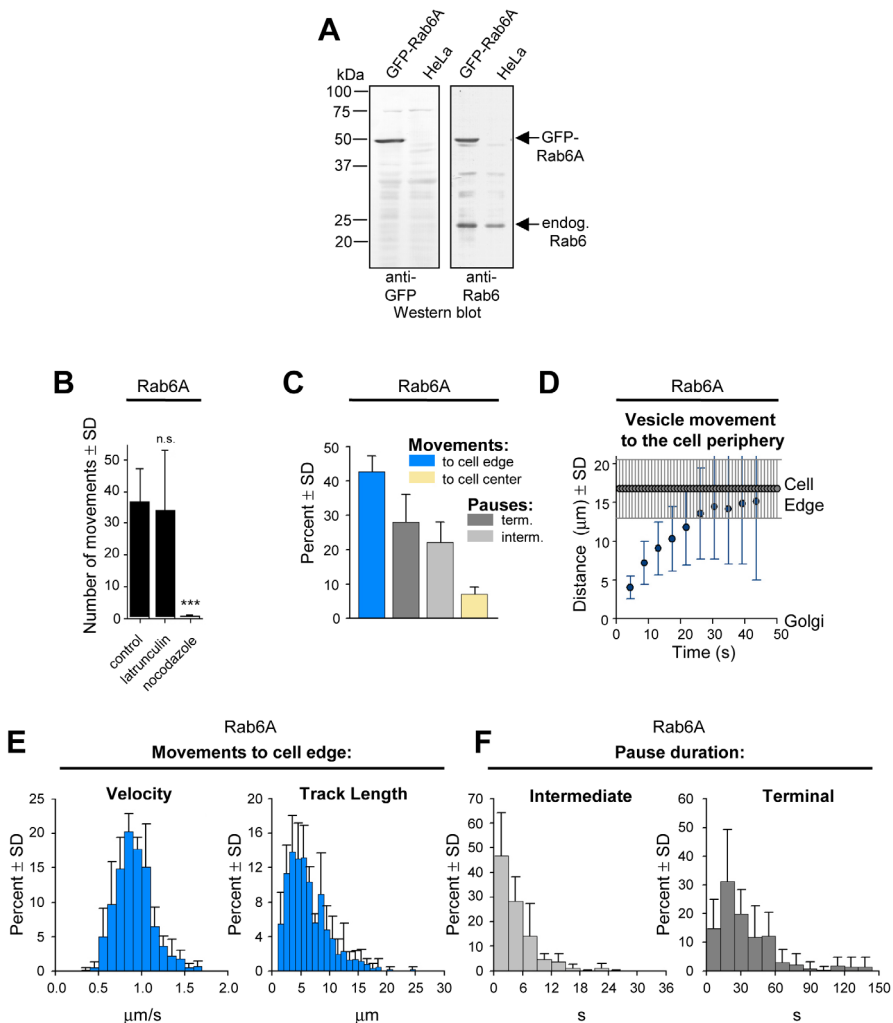 A
GFP-Rab6A
HeLa
GFP-Rab6A
HeLa
kDa
100
75
50
37
25
20
GFP-
Rab6A
endog.
Rab6
anti-
GFP
anti-
Rab6
Western blot
B
Rab6A
Number of movements ± SD
60
50
40
30
20
10
0
n.s.
***
control
latrunculin
nocodazole
C
Rab6A
Percent ± SD
50
40
30
20
10
0
Movements:
to cell edge
to cell center
Pauses:
term.
interm.
D
Rab6A
Vesicle movement
to the cell periphery
Distance (μm) ± SD
20
15
10
5
0
Cell
Edge
Golgi
0 10 20 30 40 50
Time (s)
E
Rab6A
Movements to cell edge:
Velocity
Percent ± SD
25
20
15
10
5
0
0.0 0.5 1.0 1.5 2.0
μm/s
Track Length
Percent ± SD
20
16
12
8
4
0
0 5 10 15 20 25 30
μm
F
Rab6A
Pause duration:
Intermediate
Percent ± SD
70
60
50
40
30
20
10
0
0 6 12 18 24 30 36
s
Terminal
Percent ± SD
60
50
40
30
20
10
0
0 30 60 90 120 150
s